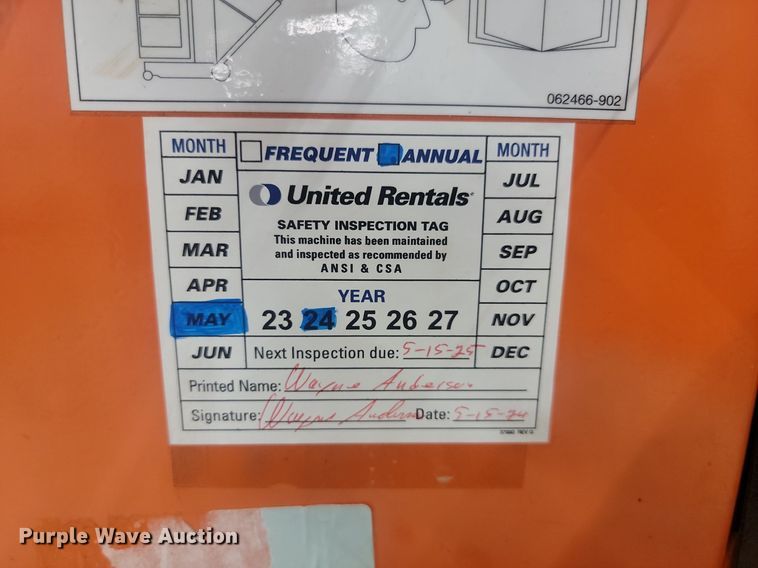 062466-902
MONTH
JAN
FEB
MAR
APR
MAY
JUN
FREQUENT ANNUAL
United Rentals
SAFETY INSPECTION TAG
This machine has been maintained
and inspected as recommended by
ANSI & CSA
YEAR
23 24 25 26 27
MONTH
JUL
AUG
SEP
OCT
NOV
DEC
Next Inspection due: 5-15-25
Printed Name: Wayne Anderson
Signature: Wayne Anderson Date: 5-15-24
Purple Wave Auction